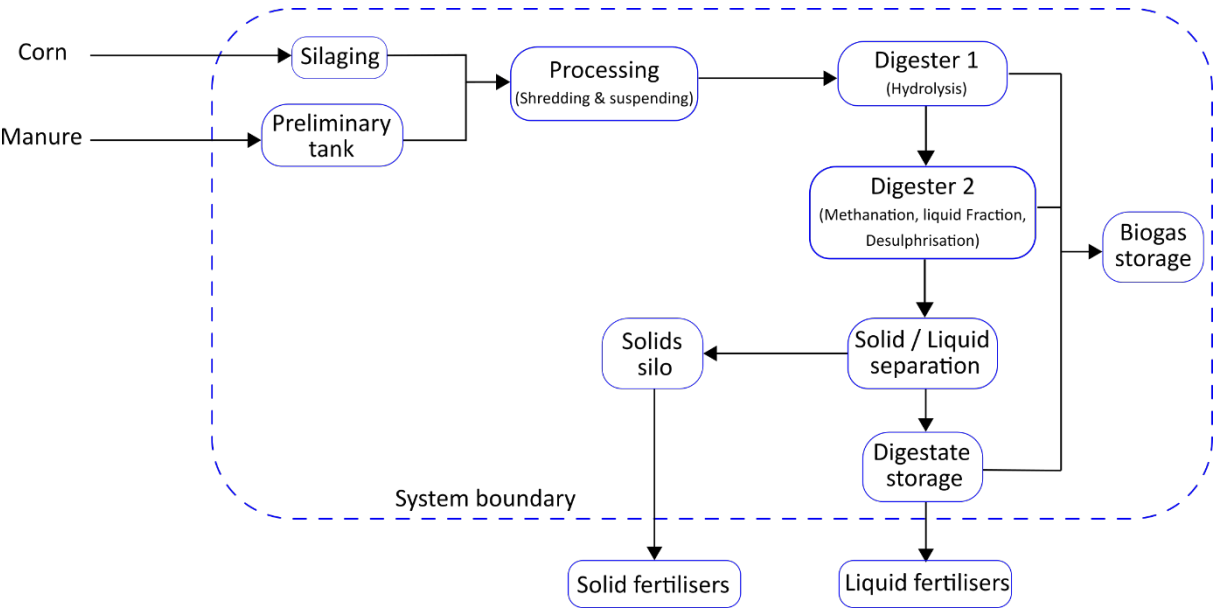 Corn
Silaging
Processing
(Shredding & suspending)
Digester 1
(Hydrolysis)
Manure
Preliminary
tank
Digester 2
(Methanation, liquid Fraction,
Desulphrisation)
Biogas
storage
Solids
silo
Solid / Liquid
separation
Digestate
storage
System boundary
Solid fertilisers
Liquid fertilisers